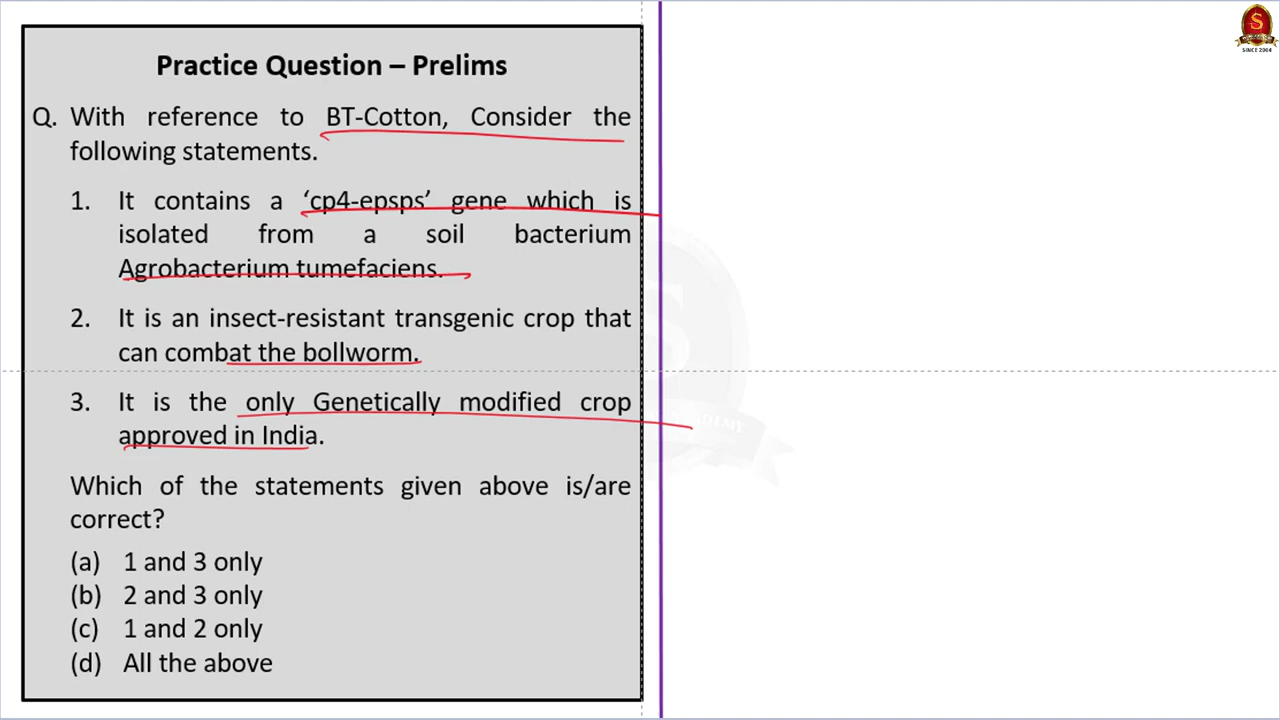 Practice Question – Prelims
Q. With reference to BT-Cotton, Consider the
following statements.
1. It contains a ‘cp4-epsps’ gene which is
isolated from a soil bacterium
Agrobacterium tumefaciens.
2. It is an insect-resistant transgenic crop that
can combat the bollworm.
3. It is the only Genetically modified crop
approved in India.
Which of the statements given above is/are
correct?
(a) 1 and 3 only
(b) 2 and 3 only
(c) 1 and 2 only
(d) All the above
S
SINCE 2004